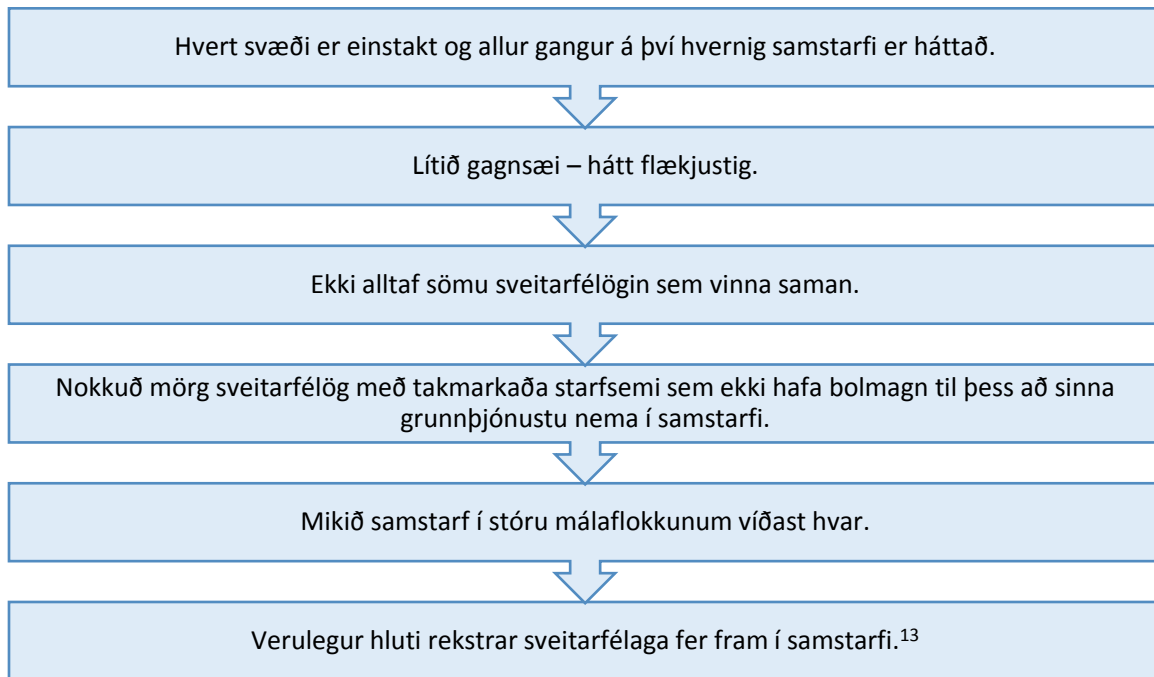 Hvert svæði er einstakt og allur gangur á því hvernig samstarfi er háttað.
Lítið gagnsæi – hátt flækjustig.
Ekki alltaf sömu sveitarfélögin sem vinna saman.
Nokkuð mörg sveitarfélög með takmarkaða starfsemi sem ekki hafa bolmagn til þess að sinna
grunnþjónustu nema í samstarfi.
Mikið samstarf í stóru málaflokkunum víðast hvar.
Verulegur hluti rekstrar sveitarfélaga fer fram í samstarfi.13